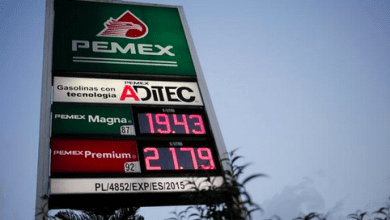 PEMEX
PEMEX
Gasolinas con
tecnología
ADITEC
PEMEX Magna 87 19.43
PEMEX Premium 92 21.79
PL/4852/EXP/ES/2015